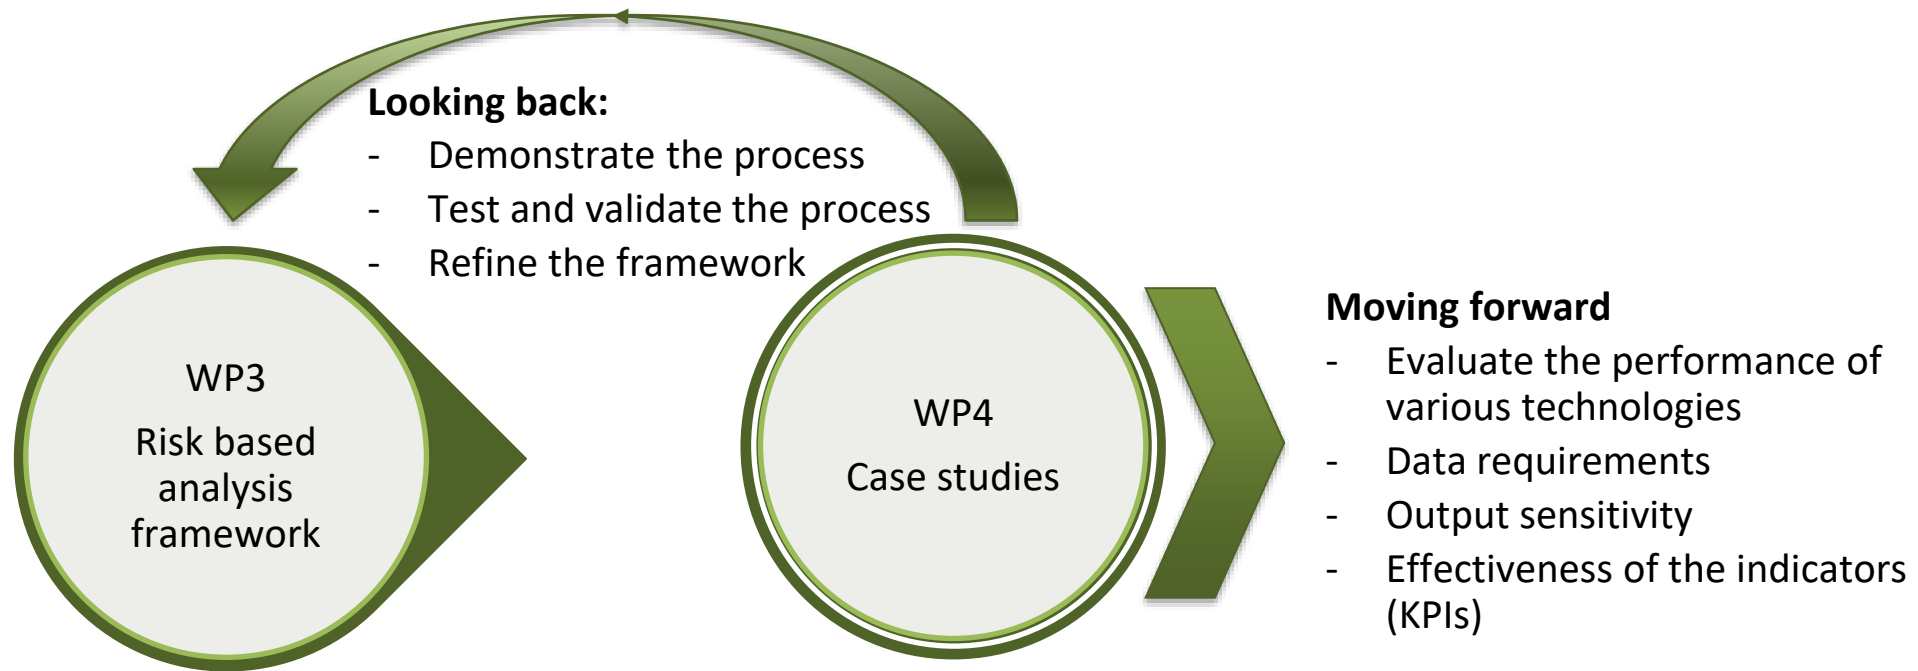 Looking back:
- Demonstrate the process
- Test and validate the process
- Refine the framework
WP3
Risk based
analysis
framework
WP4
Case studies
Moving forward
- Evaluate the performance of
various technologies
- Data requirements
- Output sensitivity
- Effectiveness of the indicators
(KPIs)